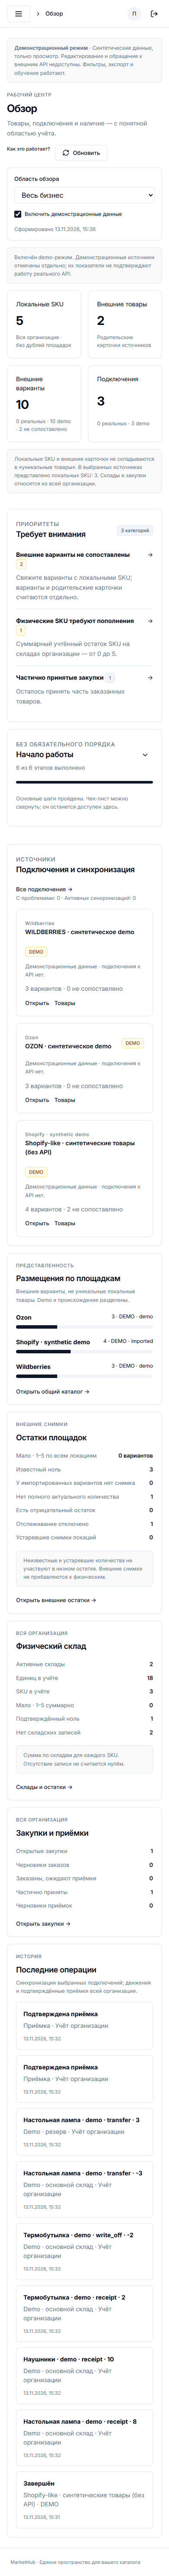 Обзор
П
Демонстрационный режим · Синтетические данные,
только просмотр. Редактирование и обращения к
внешним API недоступны. Фильтры, экспорт и
обучение работают.
РАБОЧИЙ ЦЕНТР
Обзор
Товары, подключения и наличие — с понятной
областью учёта.
Как это работает?
Обновить
Область обзора
Весь бизнес
Включить демонстрационные данные
Сформировано 13.11.2026, 15:36
Включён demo-режим. Демонстрационные источники
отмечены отдельно; их показатели не подтверждают
работу реального API.
Локальные SKU
5
Вся организация ·
без дублей площадок
Внешние товары
2
Родительские
карточки источников
Внешние
варианты
10
0 реальных · 10 demo
· 2 не сопоставлено
Подключения
3
0 реальных · 3 demo
Локальные SKU и внешние карточки не складываются
в «уникальные товары». В выбранных источниках
представлено локальных SKU: 3. Склады и закупки
относятся ко всей организации.
ПРИОРИТЕТЫ
Требует внимания
3 категорий
Внешние варианты не сопоставлены →
2
Свяжите варианты с локальными SKU;
варианты и родительские карточки
считаются отдельно.
Физические SKU требуют пополнения →
1
Суммарный учтённый остаток SKU на
складах организации — от 0 до 5.
Частично принятые закупки 1 →
Осталось принять часть заказанных
товаров.
БЕЗ ОБЯЗАТЕЛЬНОГО ПОРЯДКА
Начало работы
6 из 6 этапов выполнено
Основные шаги пройдены. Чек-лист можно
свернуть; он останется доступен здесь.
ИСТОЧНИКИ
Подключения и синхронизация
Все подключения →
С проблемами: 0 · Активных синхронизаций: 0
Wildberries
WILDBERRIES · синтетическое demo
DEMO
Демонстрационные данные · подключения к
API нет.
3 вариантов · 0 не сопоставлено
Открыть Товары
Ozon
OZON · синтетическое demo
DEMO
Демонстрационные данные · подключения к
API нет.
3 вариантов · 0 не сопоставлено
Открыть Товары
Shopify · synthetic demo
Shopify-like · синтетические товары
(без API)
DEMO
Демонстрационные данные · подключения к
API нет.
4 вариантов · 2 не сопоставлено
Открыть Товары
ПРЕДСТАВЛЕННОСТЬ
Размещения по площадкам
Внешние варианты, не уникальные локальные
товары. Demo и происхождение разделены.
Ozon 3 · DEMO · demo
Shopify · synthetic demo 4 · DEMO · imported
Wildberries 3 · DEMO · demo
Открыть общий каталог →
ВНЕШНИЕ СНИМКИ
Остатки площадок
Мало · 1–5 по всем локациям 0 вариантов
Известный ноль 3
У импортированных вариантов нет снимка 0
Нет полного актуального количества 1
Есть отрицательный остаток 0
Отслеживание отключено 1
Устаревшие снимки локаций 0
Неизвестные и устаревшие количества не
участвуют в низком остатке. Внешние снимки
не прибавляются к физическим.
Открыть внешние остатки →
ВСЯ ОРГАНИЗАЦИЯ
Физический склад
Активные склады 2
Единиц в учёте 18
SKU в учёте 3
Мало · 1–5 суммарно 0
Подтверждённый ноль 1
Нет складских записей 2
Сумма по складам для каждого SKU.
Отсутствие записи не считается нулём.
Склады и остатки →
ВСЯ ОРГАНИЗАЦИЯ
Закупки и приёмки
Открытые закупки 1
Черновики заказов 0
Заказаны, ожидают приёмки 0
Частично приняты 1
Черновики приёмок 0
Открыть закупки →
ИСТОРИЯ
Последние операции
Синхронизации выбранных подключений; движения
и подтверждённые приёмки всей организации.
Подтверждена приёмка
Приёмка · Учёт организации
13.11.2026, 15:32
Подтверждена приёмка
Приёмка · Учёт организации
13.11.2026, 15:32
Настольная лампа · demo · transfer · 3
Demo · резерв · Учёт организации
13.11.2026, 15:32
Настольная лампа · demo · transfer · -3
Demo · основной склад · Учёт
организации
13.11.2026, 15:32
Термобутылка · demo · write_off · -2
Demo · основной склад · Учёт
организации
13.11.2026, 15:32
Термобутылка · demo · receipt · 2
Demo · основной склад · Учёт
организации
13.11.2026, 15:32
Наушники · demo · receipt · 10
Demo · основной склад · Учёт
организации
13.11.2026, 15:32
Настольная лампа · demo · receipt · 8
Demo · основной склад · Учёт
организации
13.11.2026, 15:32
Завершён
Shopify-like · синтетические товары (без
API) · DEMO
13.11.2026, 15:31
MarketHub · Единое пространство для вашего каталога